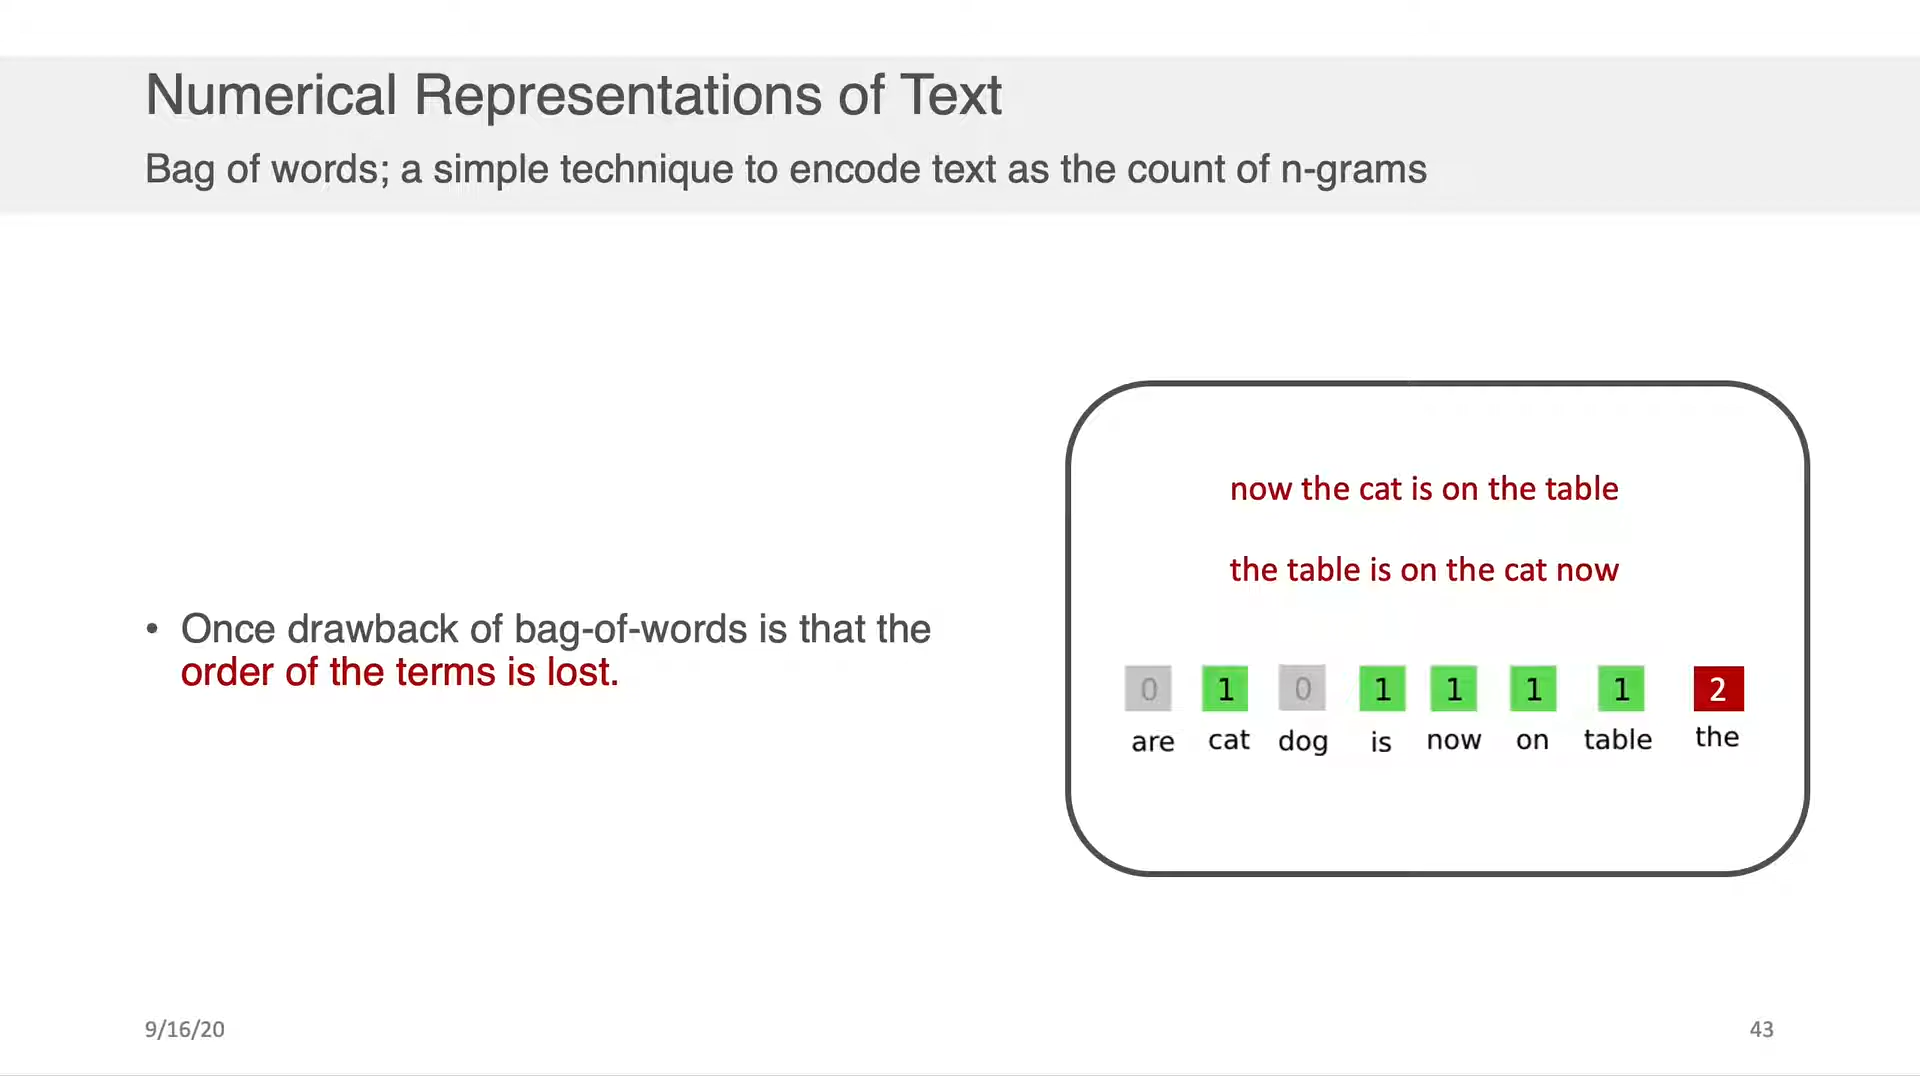 Numerical Representations of Text
Bag of words; a simple technique to encode text as the count of n-grams
• Once drawback of bag-of-words is that the
order of the terms is lost.
now the cat is on the table
the table is on the cat now
0 1 0 1 1 1 1 2
are cat dog is now on table the
9/16/20
43